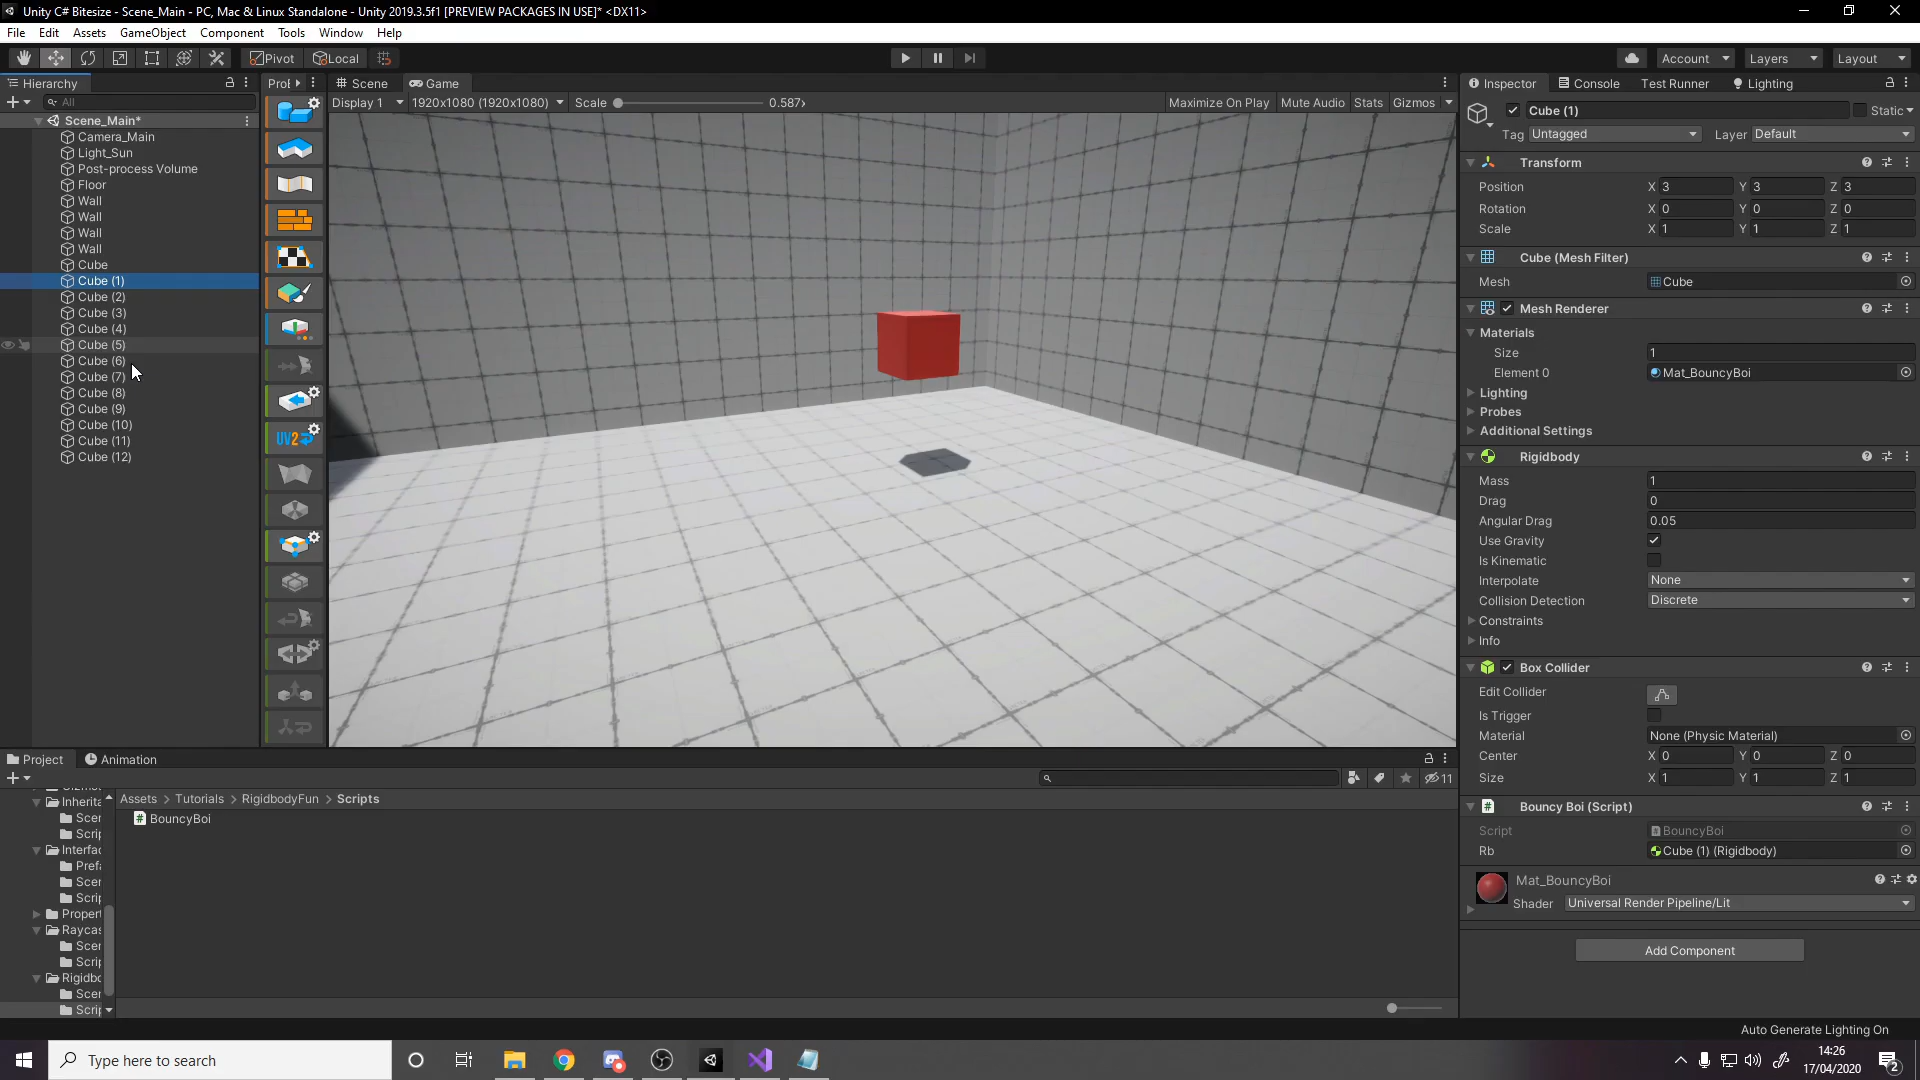 Unity C# Bitesize - Scene_Main - PC, Mac & Linux Standalone - Unity 2019.3.5f1 [PREVIEW PACKAGES IN USE]* <DX11>
File Edit Assets GameObject Component Tools Window Help
Pivot Local Account Layers Layout
Hierarchy
All
Scene_Main*
Camera_Main
Light_Sun
Post-process Volume
Floor
Wall
Wall
Wall
Wall
Cube
Cube (1)
Cube (2)
Cube (3)
Cube (4)
Cube (5)
Cube (6)
Cube (7)
Cube (8)
Cube (9)
Cube (10)
Cube (11)
Cube (12)
UV2
Scene Game
Display 1 1920x1080 (1920x1080) Scale 0.587x Maximize On Play Mute Audio Stats Gizmos
Inspector Console Test Runner Lighting
Cube (1) Static
Tag Untagged Layer Default
Transform
Position X 3 Y 3 Z 3
Rotation X 0 Y 0 Z 0
Scale X 1 Y 1 Z 1
Cube (Mesh Filter)
Mesh Cube
Mesh Renderer
Materials
Size 1
Element 0 Mat_BouncyBoi
Lighting
Probes
Additional Settings
Rigidbody
Mass 1
Drag 0
Angular Drag 0.05
Use Gravity
Is Kinematic
Interpolate None
Collision Detection Discrete
Constraints
Info
Box Collider
Edit Collider
Is Trigger
Material None (Physic Material)
Center X 0 Y 0 Z 0
Size X 1 Y 1 Z 1
Bouncy Boi (Script)
Script BouncyBoi
Rb Cube (1) (Rigidbody)
Mat_BouncyBoi
Shader Universal Render Pipeline/Lit
Add Component
Project Animation
11
Inherita
Scer
Scrip
Interfac
Prefa
Scer
Scrip
Propert
Raycas
Scer
Scrip
Rigidbo
Scer
Scrip
Assets > Tutorials > RigidbodyFun > Scripts
BouncyBoi
Auto Generate Lighting On
Type here to search
14:26
17/04/2020
2